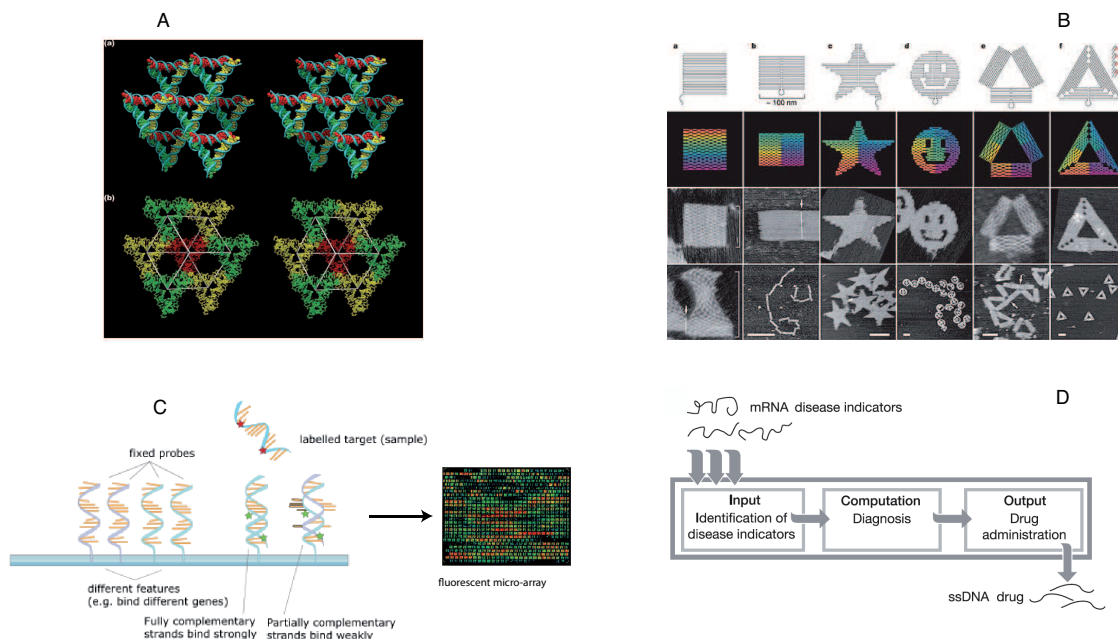 A
(a)
(b)
B
a
b
c
d
e
f
~ 100 nm
C
labelled target (sample)
fixed probes
different features
(e.g. bind different genes)
Fully complementary
strands bind strongly
Partially complementary
strands bind weakly
fluorescent micro-array
D
mRNA disease indicators
Input
Identification of
disease indicators
Computation
Diagnosis
Output
Drug
administration
ssDNA drug